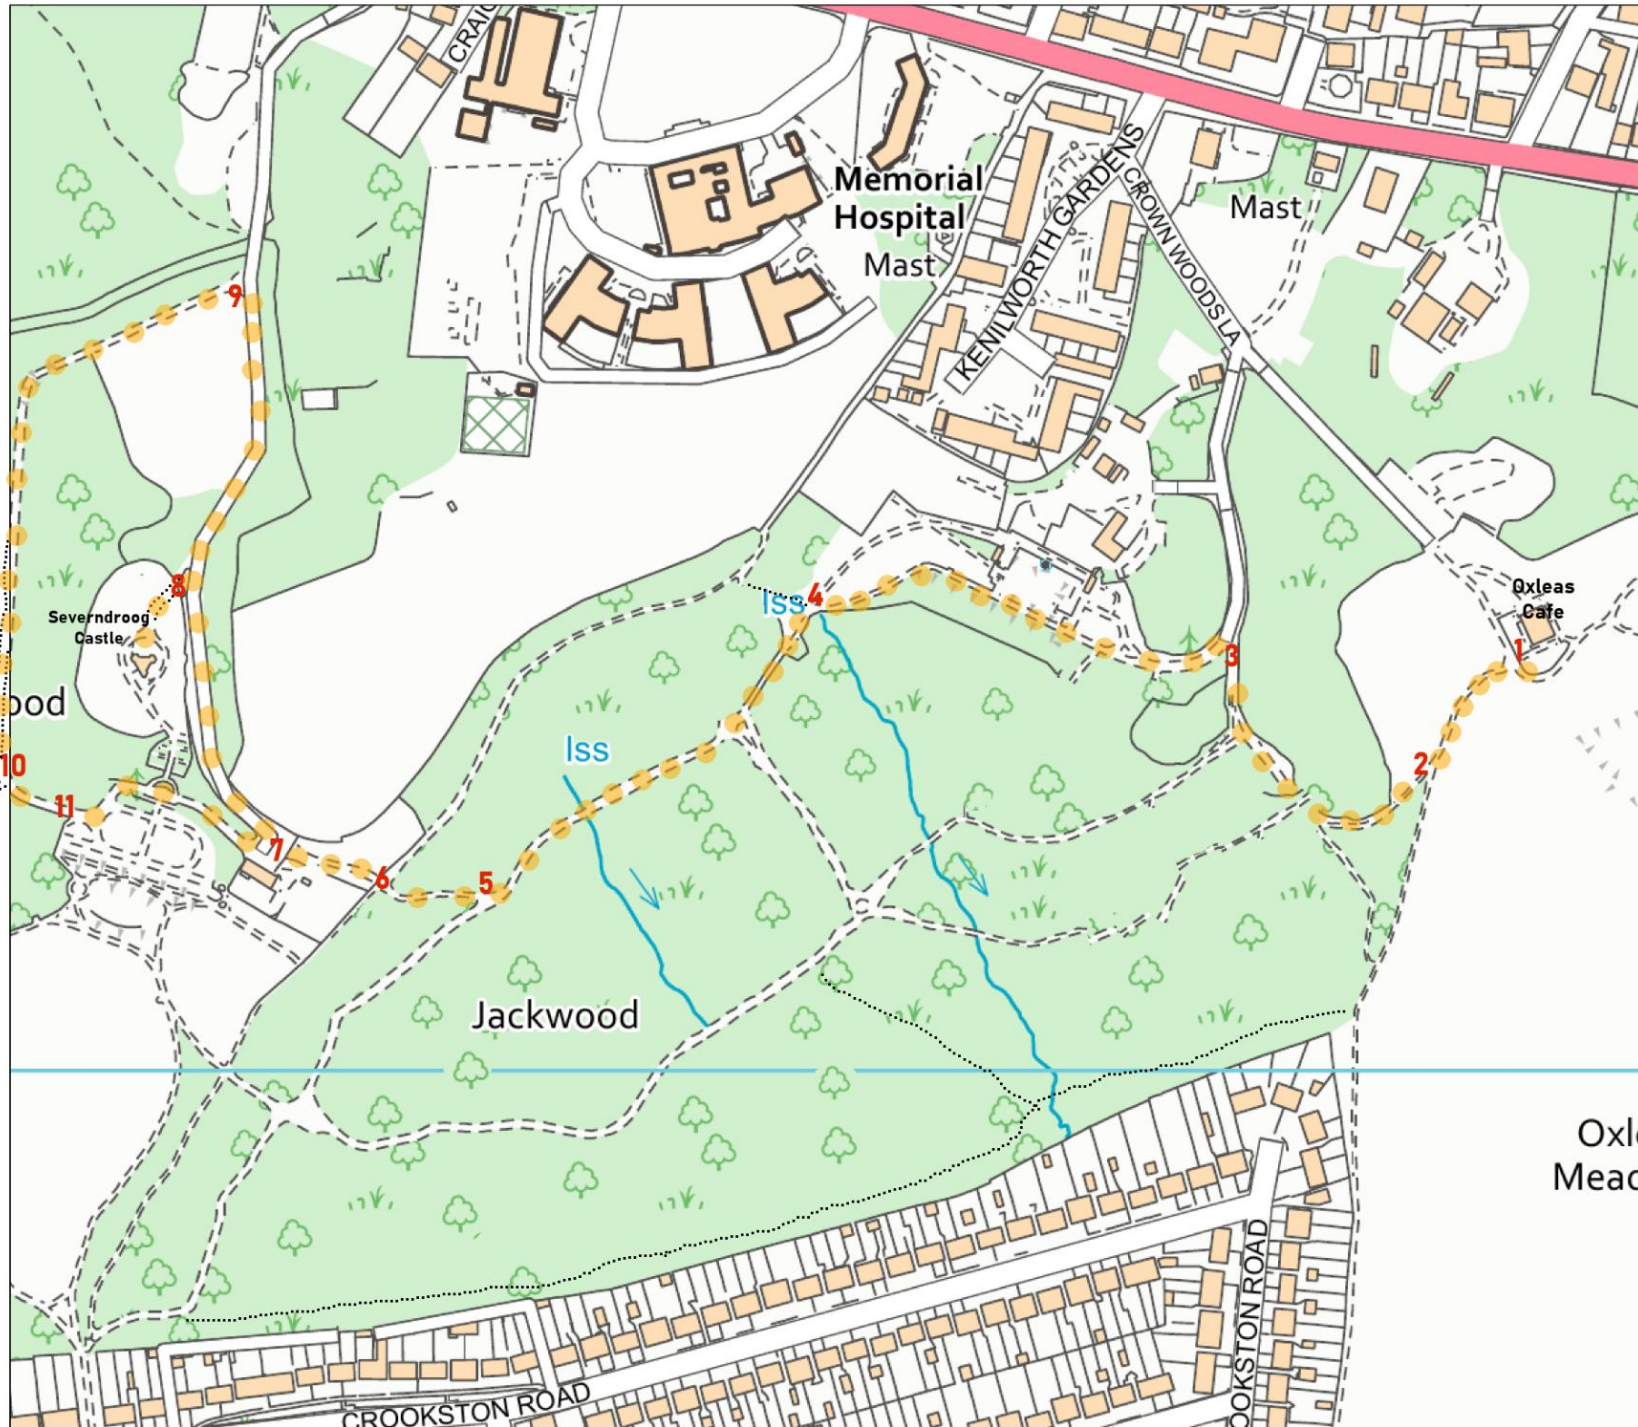 CRAIG
Memorial
Hospital
Mast
KENILWORTH GARDENS
CROWN WOODS LA
Mast
9
8
Severndroog
Castle
4
Iss
Oxleas
Cafe
1
3
ood
Iss
2
10
11
7
6
5
Jackwood
Oxle
Mead
CROOKSTON ROAD
OOKSTON ROAD